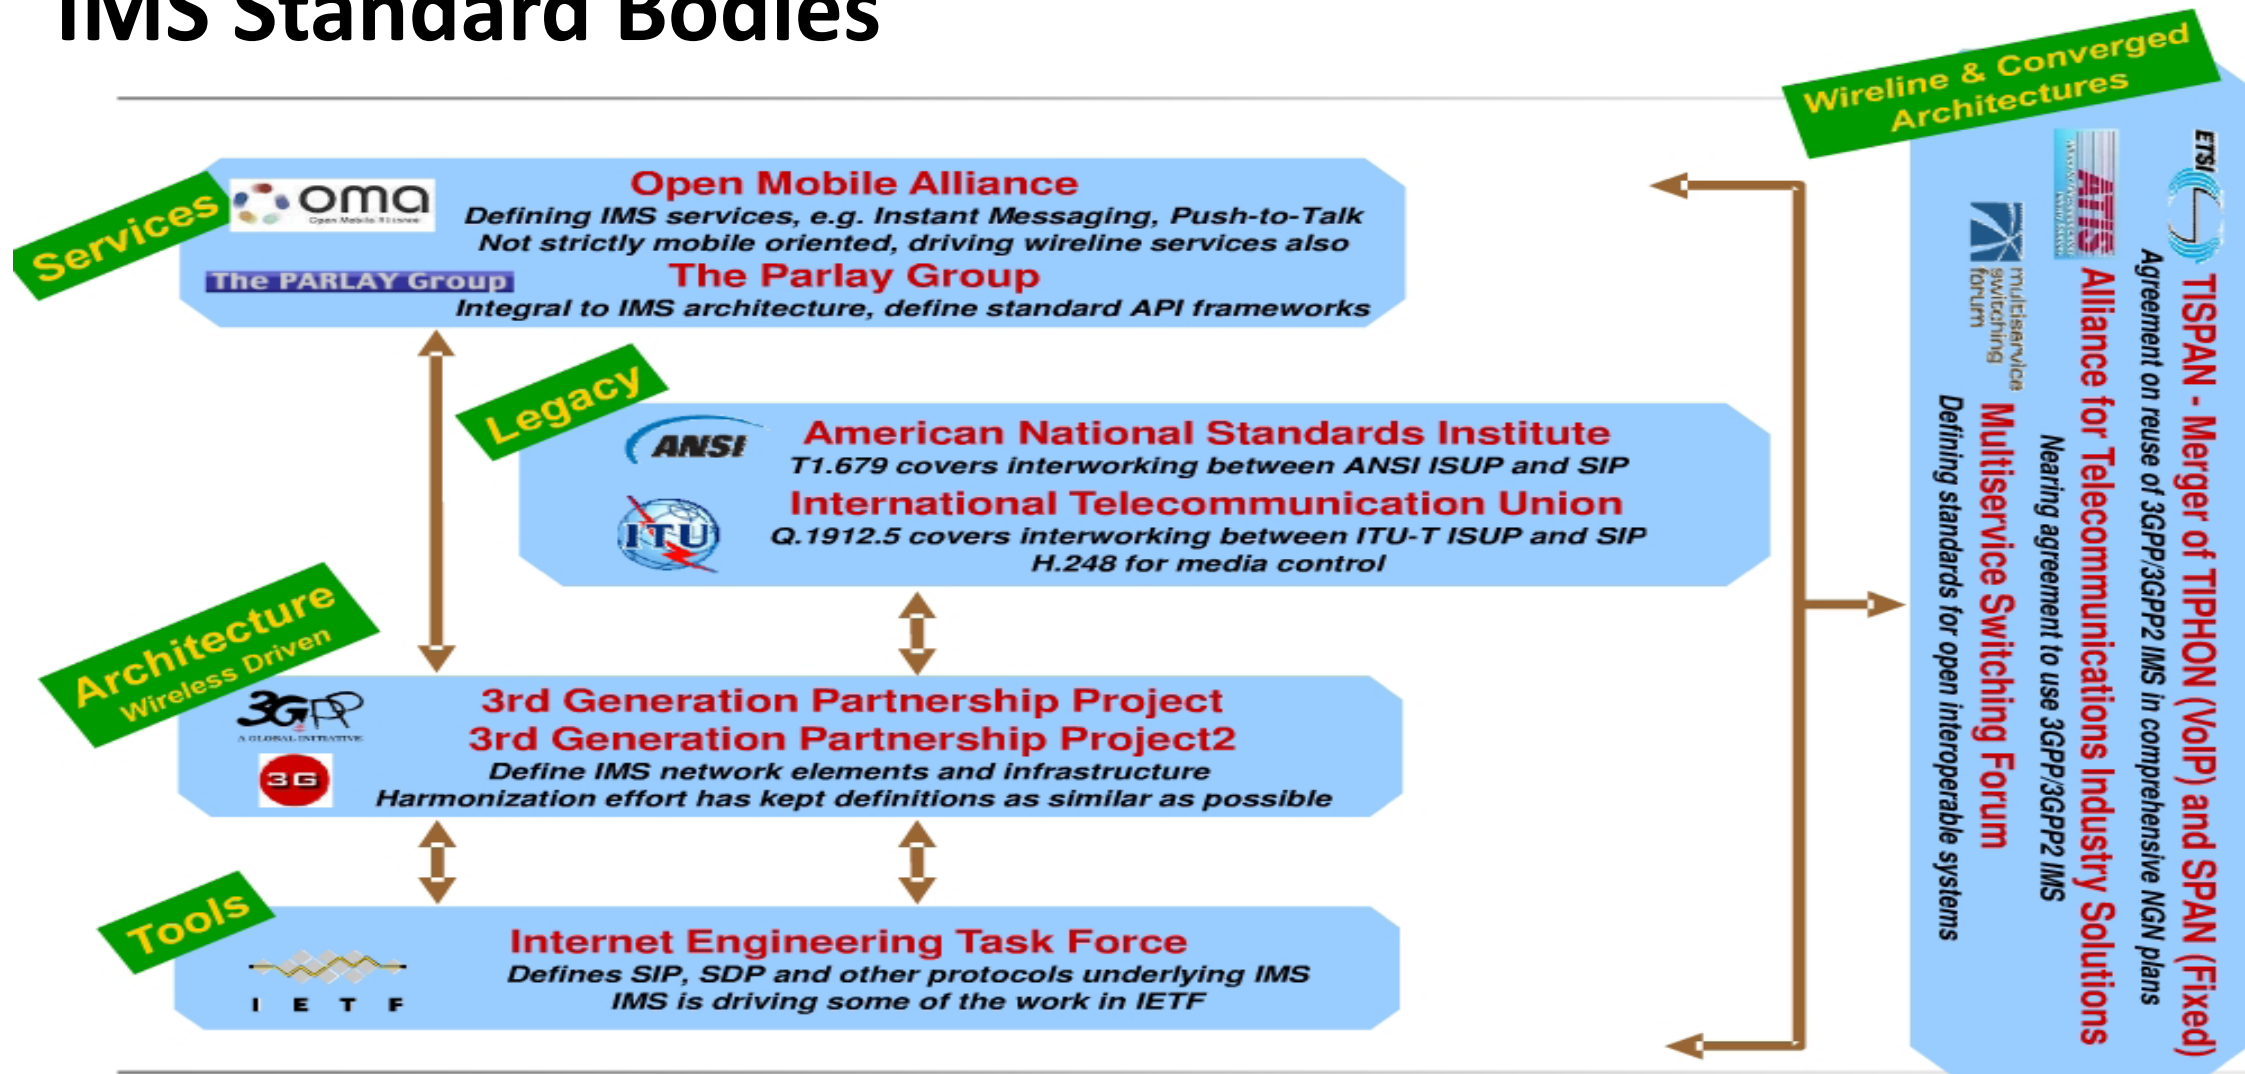 IMS Standard Bodies
Wireline & Converged
Architectures
Services
oma
Open Mobile Alliance
Open Mobile Alliance
Defining IMS services, e.g. Instant Messaging, Push-to-Talk
Not strictly mobile oriented, driving wireline services also
The PARLAY Group
The Parlay Group
Integral to IMS architecture, define standard API frameworks
Legacy
ANSI
American National Standards Institute
T1.679 covers interworking between ANSI ISUP and SIP
ITU
International Telecommunication Union
Q.1912.5 covers interworking between ITU-T ISUP and SIP
H.248 for media control
Architecture
Wireless Driven
3GPP
A GLOBAL INITIATIVE
3G
3rd Generation Partnership Project
3rd Generation Partnership Project2
Define IMS network elements and infrastructure
Harmonization effort has kept definitions as similar as possible
Tools
I E T F
Internet Engineering Task Force
Defines SIP, SDP and other protocols underlying IMS
IMS is driving some of the work in IETF
ETSI
TISPAN - Merger of TIPHON (VoIP) and SPAN (Fixed)
Agreement on reuse of 3GPP/3GPP2 IMS in comprehensive NGN plans
ATIS
Alliance for Telecommunications Industry Solutions
Nearing agreement to use 3GPP/3GPP2 IMS
multiservice
switching
forum
Multiservice Switching Forum
Defining standards for open interoperable systems